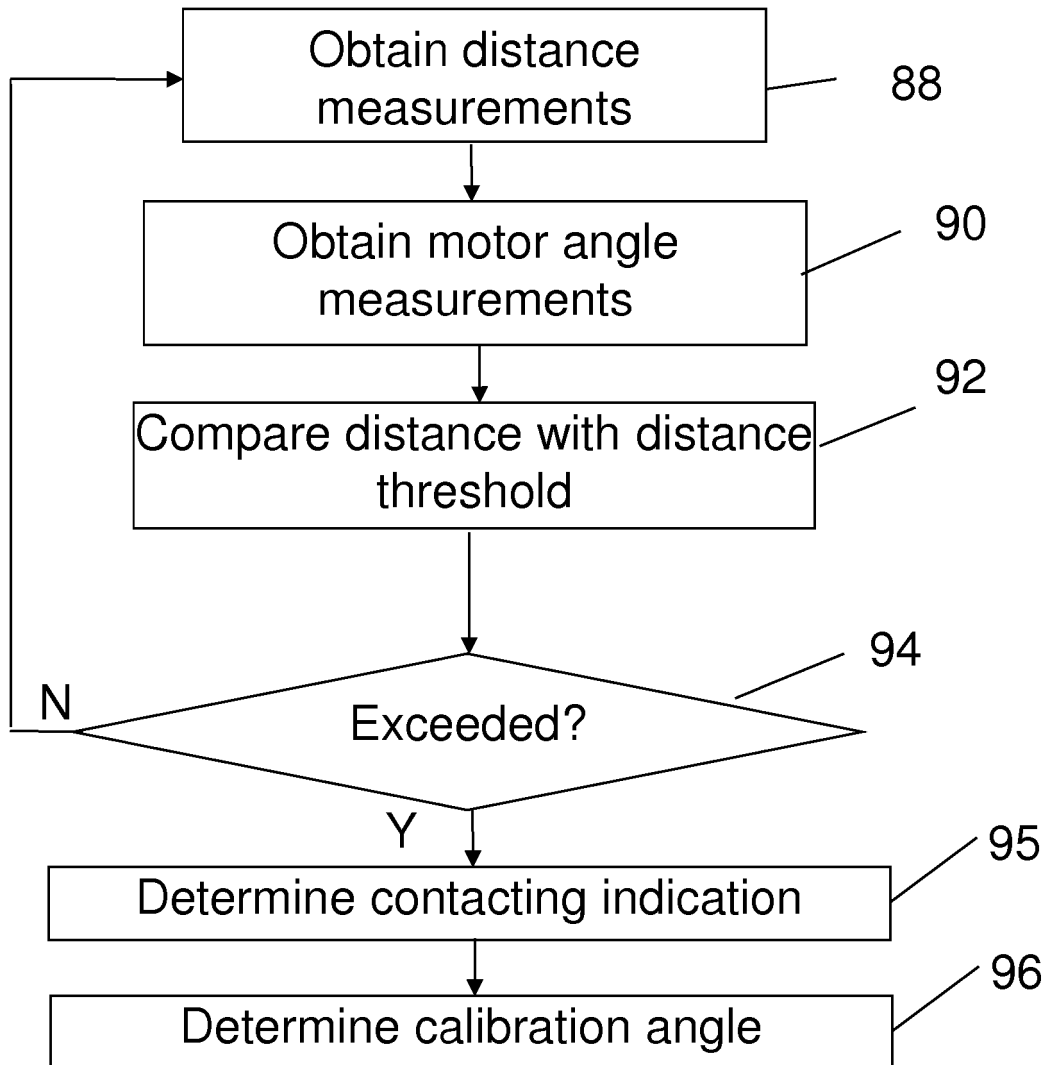 Obtain distance
measurements
88
Obtain motor angle
measurements
90
Compare distance with distance
threshold
92
Exceeded?
94
N
Y
Determine contacting indication
95
Determine calibration angle
96